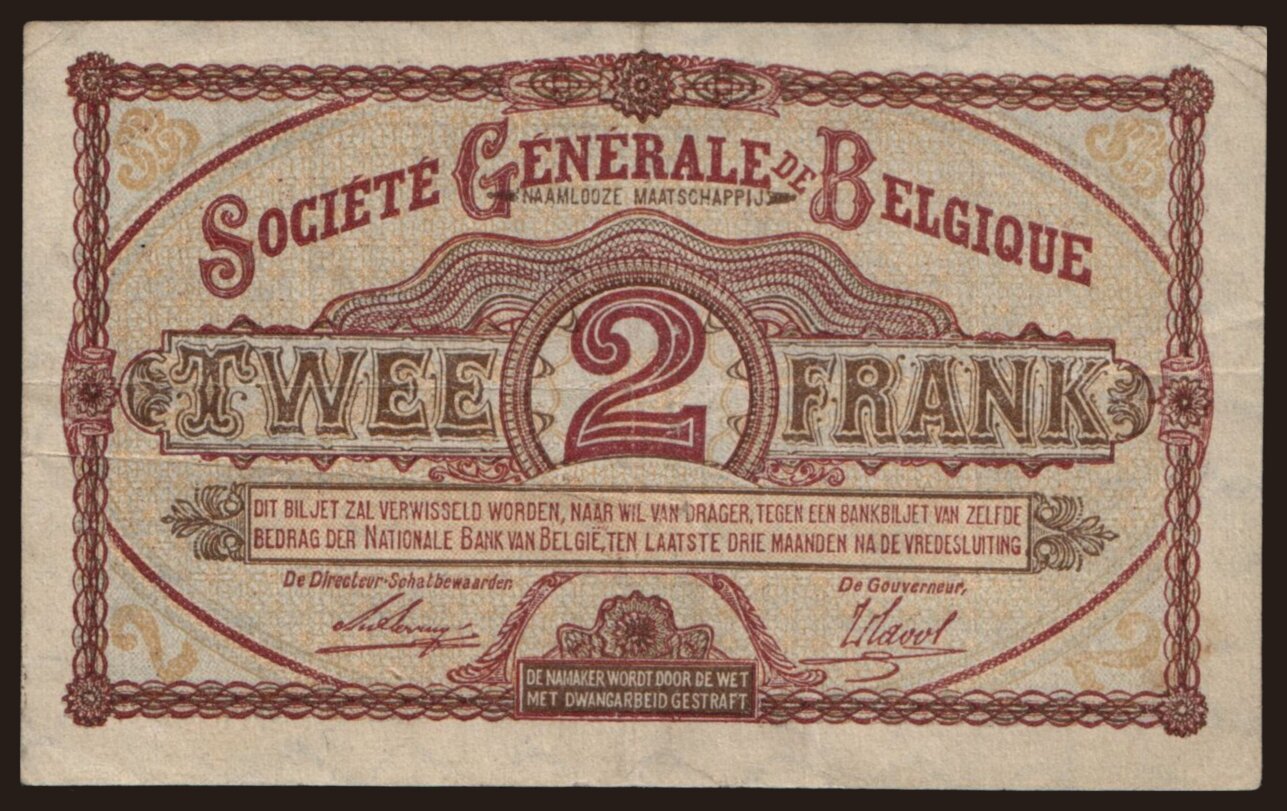 SOCIÉTÉ GÉNÉRALE DE BELGIQUE
NAAMLOOZE MAATSCHAPPIJ
TWEE 2 FRANK
DIT BILJET ZAL VERWISSELD WORDEN, NAAR WIL VAN DRAGER, TEGEN EEN BANKBILJET VAN ZELFDE
BEDRAG DER NATIONALE BANK VAN BELGIË, TEN LAATSTE DRIE MAANDEN NA DE VREDESLUITING
De Directeur-Schatbewaarder, De Gouverneur,
2 2
DE NAMAKER WORDT DOOR DE WET
MET DWANGARBEID GESTRAFT